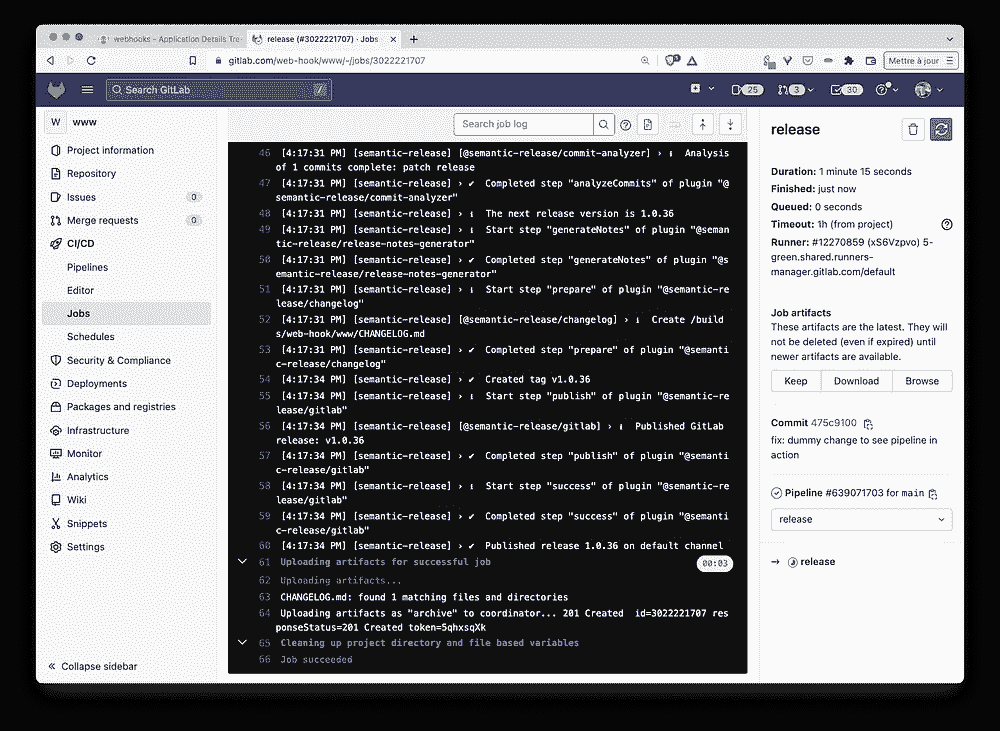 webhooks - Application Details Tre
release (#3022221707) · Jobs
gitlab.com/web-hook/www/-/jobs/3022221707
Mettre à jour
Search GitLab
/
25
3
30
W www
Project information
Repository
Issues 0
Merge requests 0
CI/CD
Pipelines
Editor
Jobs
Schedules
Security & Compliance
Deployments
Packages and registries
Infrastructure
Monitor
Analytics
Wiki
Snippets
Settings
Collapse sidebar
Search job log
46 [4:17:31 PM] [semantic-release] [@semantic-release/commit-analyzer] › ℹ Analysis
of 1 commits complete: patch release
47 [4:17:31 PM] [semantic-release] › ✔ Completed step "analyzeCommits" of plugin "@
semantic-release/commit-analyzer"
48 [4:17:31 PM] [semantic-release] › ℹ The next release version is 1.0.36
49 [4:17:31 PM] [semantic-release] › ℹ Start step "generateNotes" of plugin "@seman
tic-release/release-notes-generator"
50 [4:17:31 PM] [semantic-release] › ✔ Completed step "generateNotes" of plugin "@s
emantic-release/release-notes-generator"
51 [4:17:31 PM] [semantic-release] › ℹ Start step "prepare" of plugin "@semantic-re
lease/changelog"
52 [4:17:31 PM] [semantic-release] [@semantic-release/changelog] › ℹ Create /build
s/web-hook/www/CHANGELOG.md
53 [4:17:31 PM] [semantic-release] › ✔ Completed step "prepare" of plugin "@semanti
c-release/changelog"
54 [4:17:34 PM] [semantic-release] › ✔ Created tag v1.0.36
55 [4:17:34 PM] [semantic-release] › ℹ Start step "publish" of plugin "@semantic-re
lease/gitlab"
56 [4:17:34 PM] [semantic-release] [@semantic-release/gitlab] › ℹ Published GitLab
release: v1.0.36
57 [4:17:34 PM] [semantic-release] › ✔ Completed step "publish" of plugin "@semanti
c-release/gitlab"
58 [4:17:34 PM] [semantic-release] › ℹ Start step "success" of plugin "@semantic-re
lease/gitlab"
59 [4:17:34 PM] [semantic-release] › ✔ Completed step "success" of plugin "@semanti
c-release/gitlab"
60 [4:17:34 PM] [semantic-release] › ✔ Published release 1.0.36 on default channel
61 Uploading artifacts for successful job 00:03
62 Uploading artifacts...
63 CHANGELOG.md: found 1 matching files and directories
64 Uploading artifacts as "archive" to coordinator... 201 Created id=3022221707 res
ponseStatus=201 Created token=5qhxsqXk
65 Cleaning up project directory and file based variables
66 Job succeeded
release
Duration: 1 minute 15 seconds
Finished: just now
Queued: 0 seconds
Timeout: 1h (from project)
Runner: #12270859 (xS6Vzpvo) 5-
green.shared.runners-
manager.gitlab.com/default
Job artifacts
These artifacts are the latest. They will
not be deleted (even if expired) until
newer artifacts are available.
Keep Download Browse
Commit 475c9100
fix: dummy change to see pipeline in
action
Pipeline #639071703 for main
release
→ release